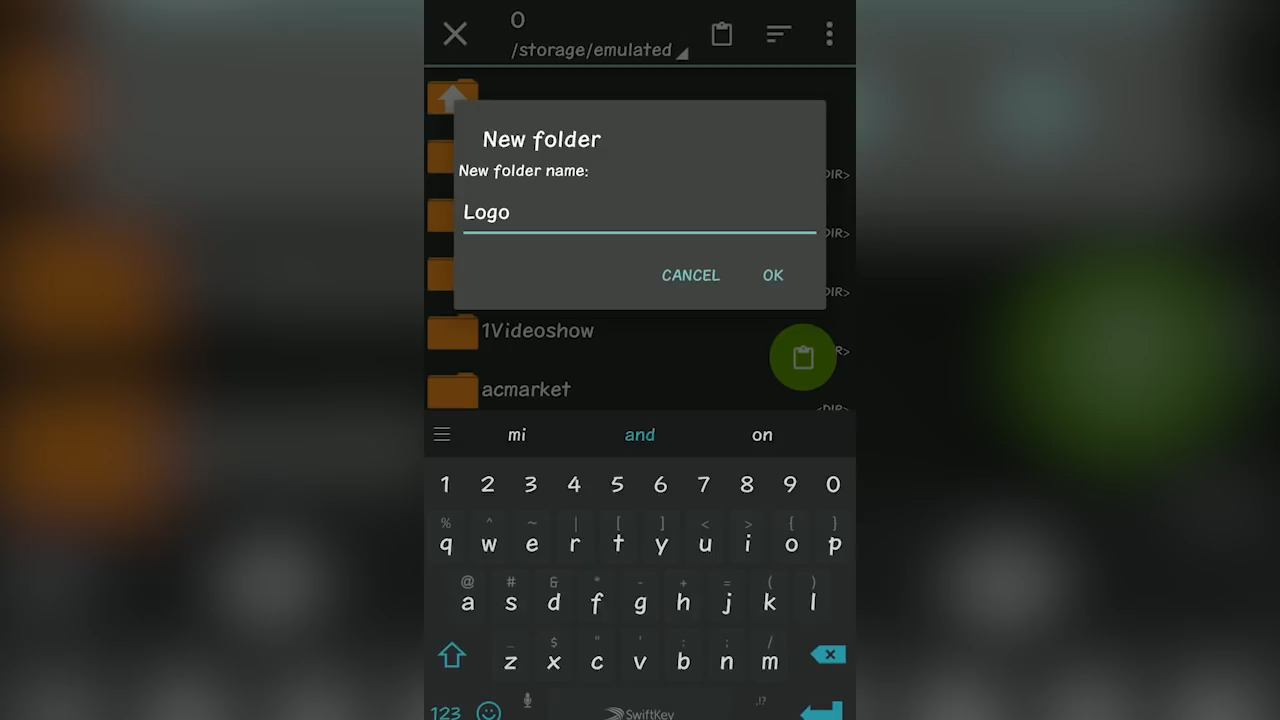 0
/storage/emulated
New folder
New folder name:
DIR>
Logo
DIR>
CANCEL OK
DIR>
1Videoshow
R>
acmarket
<DIR>
mi and on
1 2 3 4 5 6 7 8 9 0
% ^ ~ | [ ] < > { }
q w e r t y u i o p
@ # & * - + = ( )
a s d f g h j k l
_ $ " ' : ; /
z x c v b n m
123 SwiftKey ,!?